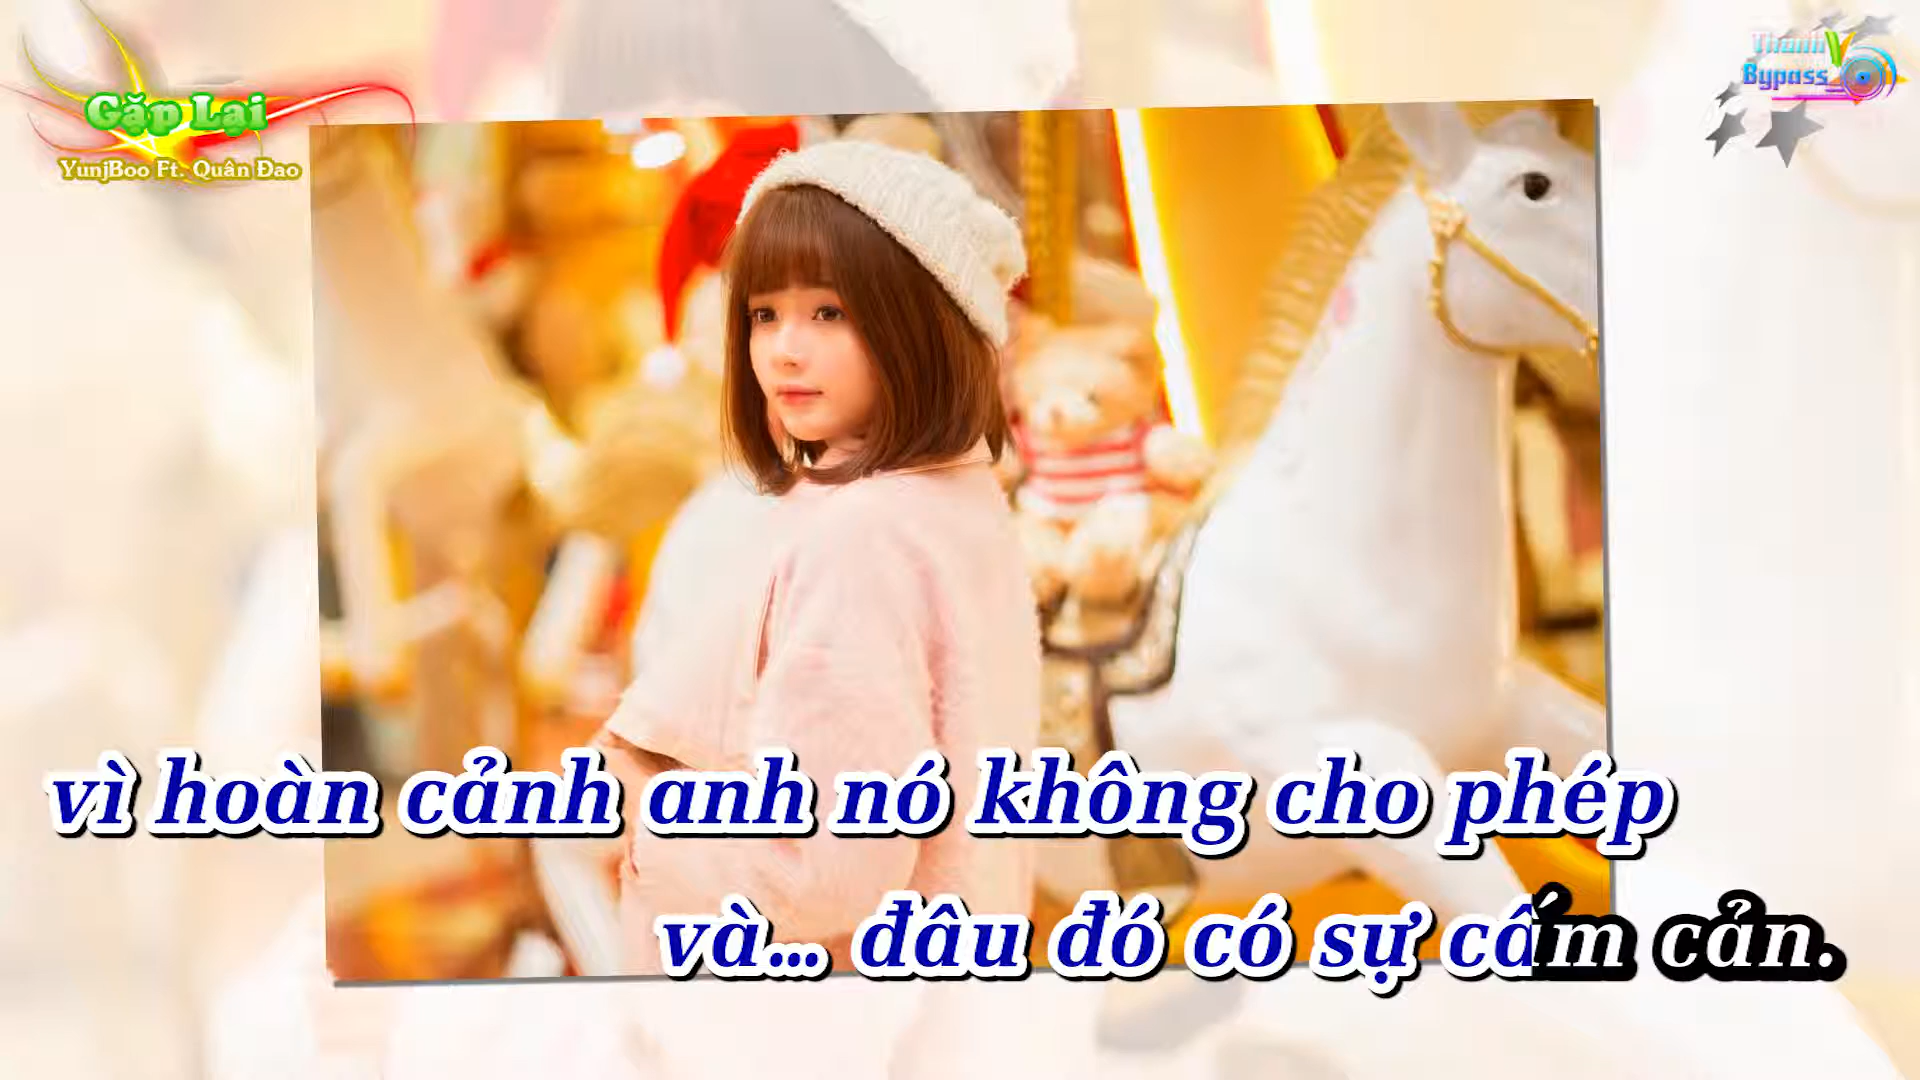 Gặp Lại
YunjBoo Ft. Quân Đao
Thanh V
Bypass
vì hoàn cảnh anh nó không cho phép
và... đâu đó có sự cấm cản.